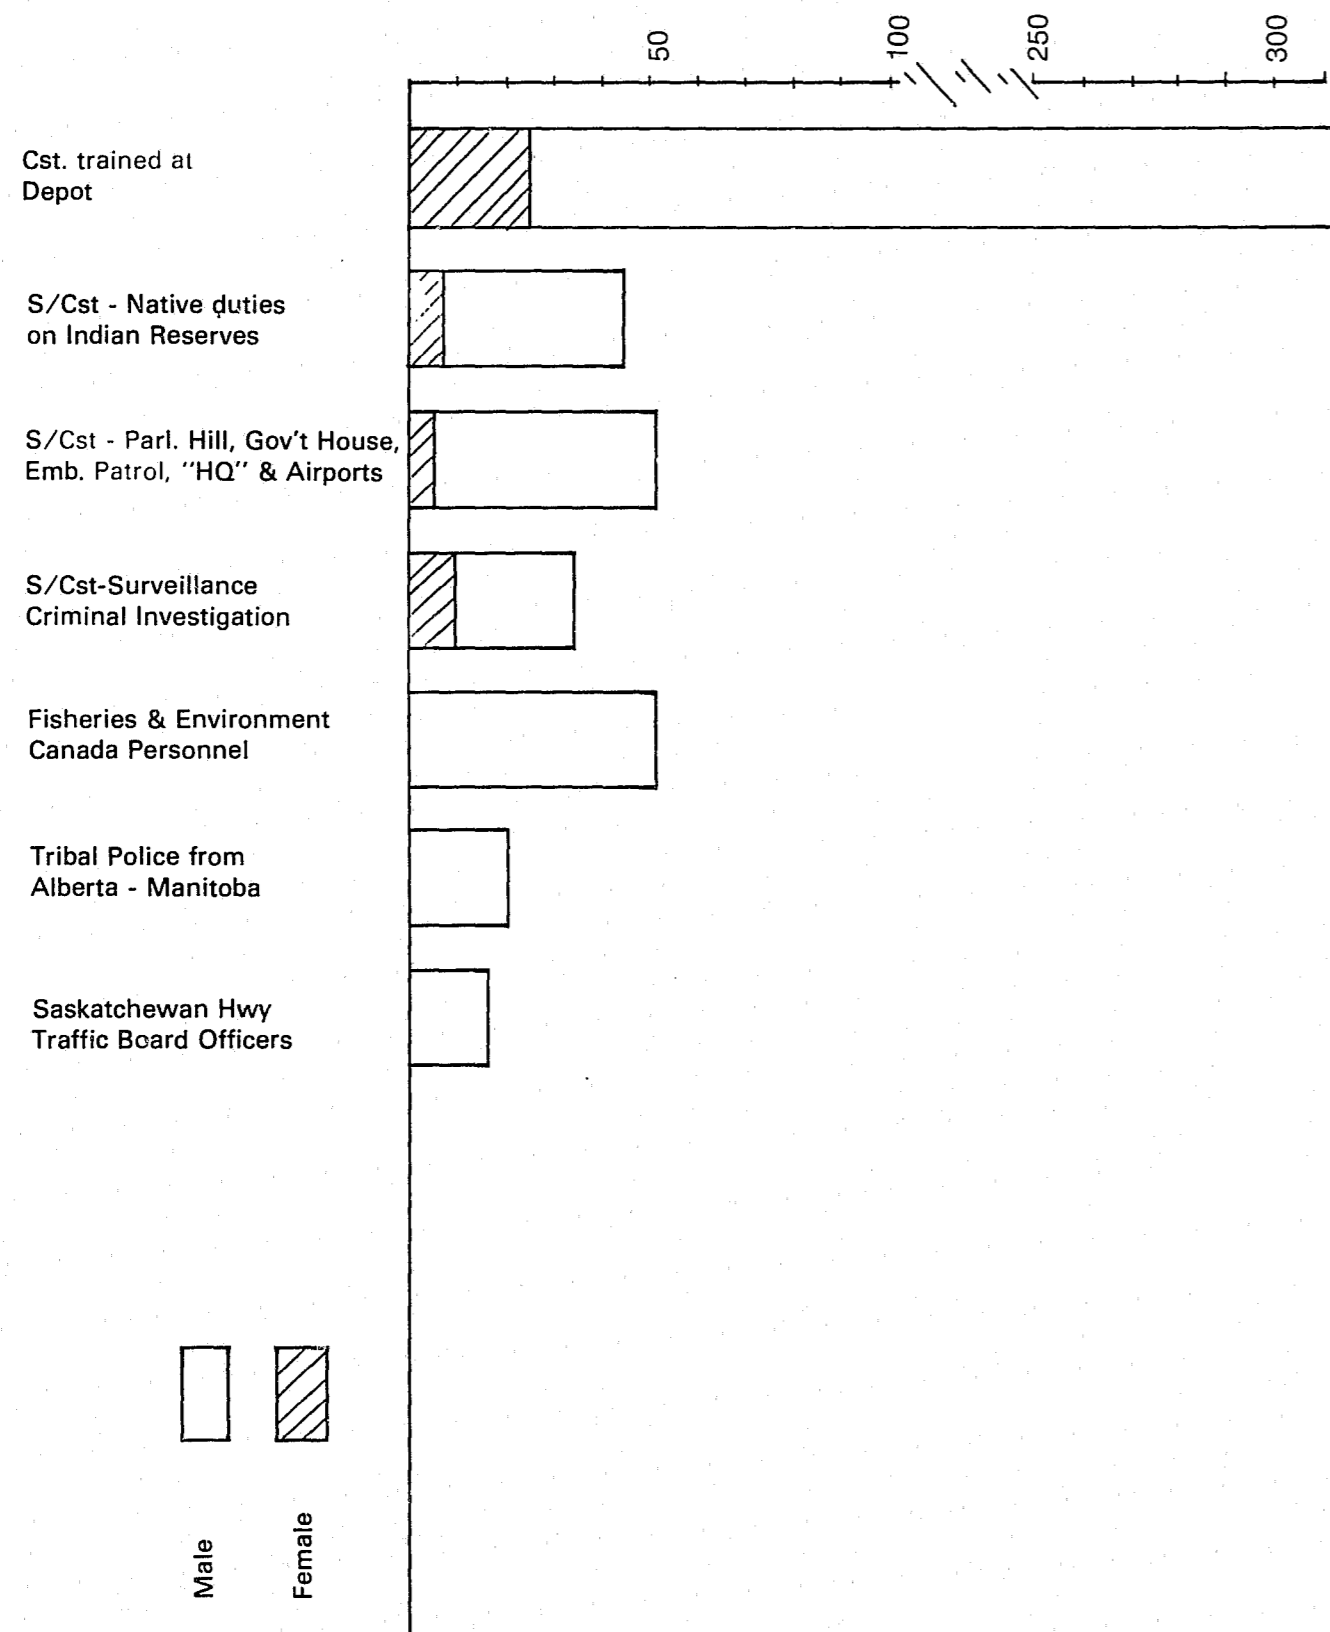 50
100
250
300
Cst. trained at
Depot
S/Cst - Native duties
on Indian Reserves
S/Cst - Parl. Hill, Gov't House,
Emb. Patrol, "HQ" & Airports
S/Cst-Surveillance
Criminal Investigation
Fisheries & Environment
Canada Personnel
Tribal Police from
Alberta - Manitoba
Saskatchewan Hwy
Traffic Board Officers
Male
Female